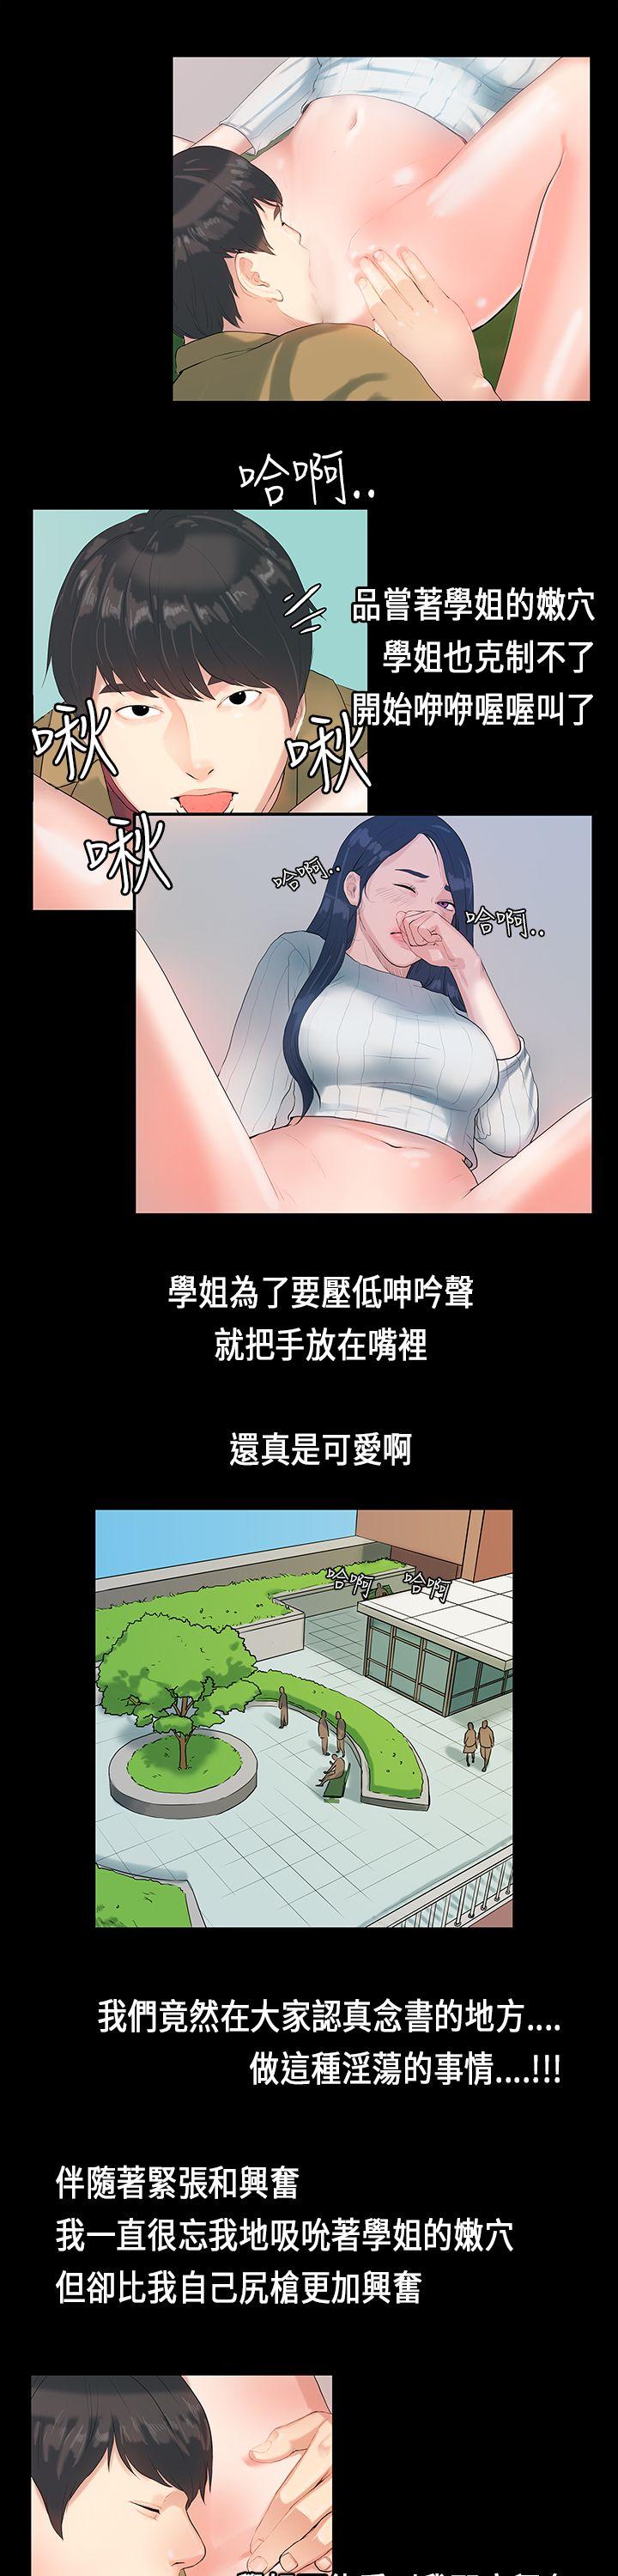 哈啊..
品嘗著學姐的嫩穴
學姐也克制不了
開始咿咿喔喔叫了
啾
啾
啾
哈啊..
哈啊..
學姐為了要壓低呻吟聲
就把手放在嘴裡
還真是可愛啊
哈啊
哈啊
我們竟然在大家認真念書的地方....
做這種淫蕩的事情....!!!
伴隨著緊張和興奮
我一直很忘我地吸吮著學姐的嫩穴
但卻比我自己尻槍更加興奮